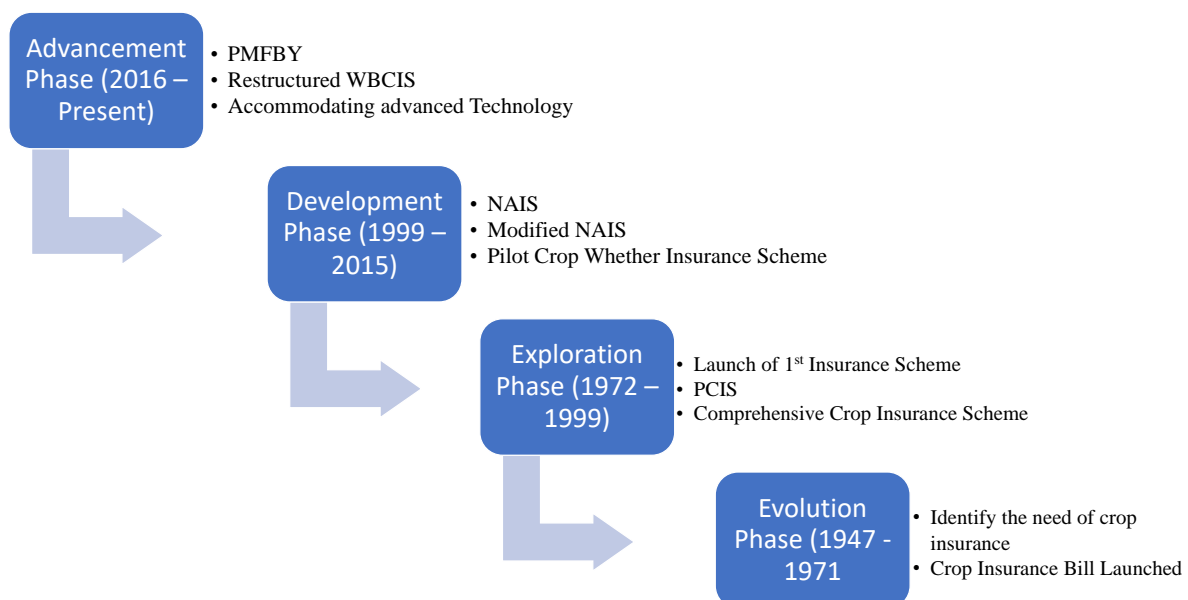 Advancement
Phase (2016 –
Present)
• PMFBY
• Restructured WBCIS
• Accommodating advanced Technology
Development
Phase (1999 –
2015)
• NAIS
• Modified NAIS
• Pilot Crop Whether Insurance Scheme
Exploration
Phase (1972 –
1999)
• Launch of 1st Insurance Scheme
• PCIS
• Comprehensive Crop Insurance Scheme
Evolution
Phase (1947 -
1971
• Identify the need of crop
insurance
• Crop Insurance Bill Launched